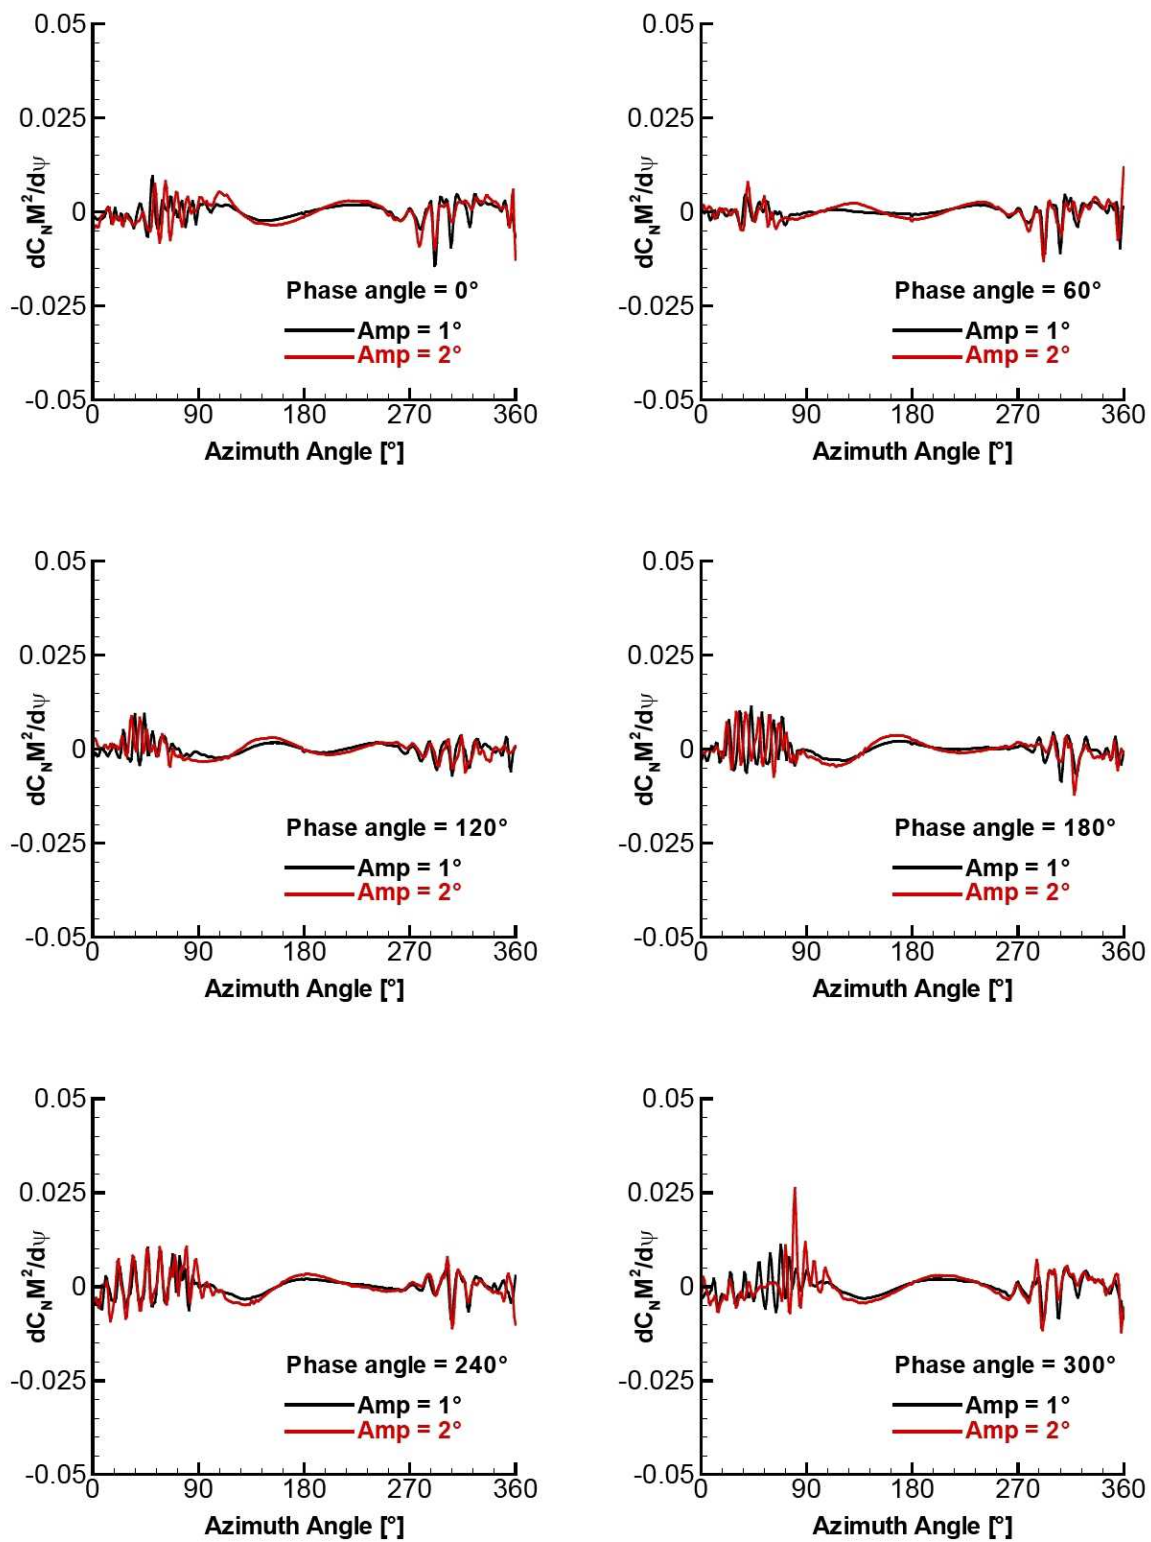 0.05
0.025
0
-0.025
-0.05
dC_NM²/dψ
Phase angle = 0°
Amp = 1°
Amp = 2°
0 90 180 270 360
Azimuth Angle [°]
0.05
0.025
0
-0.025
-0.05
dC_NM²/dψ
Phase angle = 60°
Amp = 1°
Amp = 2°
0 90 180 270 360
Azimuth Angle [°]
0.05
0.025
0
-0.025
-0.05
dC_NM²/dψ
Phase angle = 120°
Amp = 1°
Amp = 2°
0 90 180 270 360
Azimuth Angle [°]
0.05
0.025
0
-0.025
-0.05
dC_NM²/dψ
Phase angle = 180°
Amp = 1°
Amp = 2°
0 90 180 270 360
Azimuth Angle [°]
0.05
0.025
0
-0.025
-0.05
dC_NM²/dψ
Phase angle = 240°
Amp = 1°
Amp = 2°
0 90 180 270 360
Azimuth Angle [°]
0.05
0.025
0
-0.025
-0.05
dC_NM²/dψ
Phase angle = 300°
Amp = 1°
Amp = 2°
0 90 180 270 360
Azimuth Angle [°]